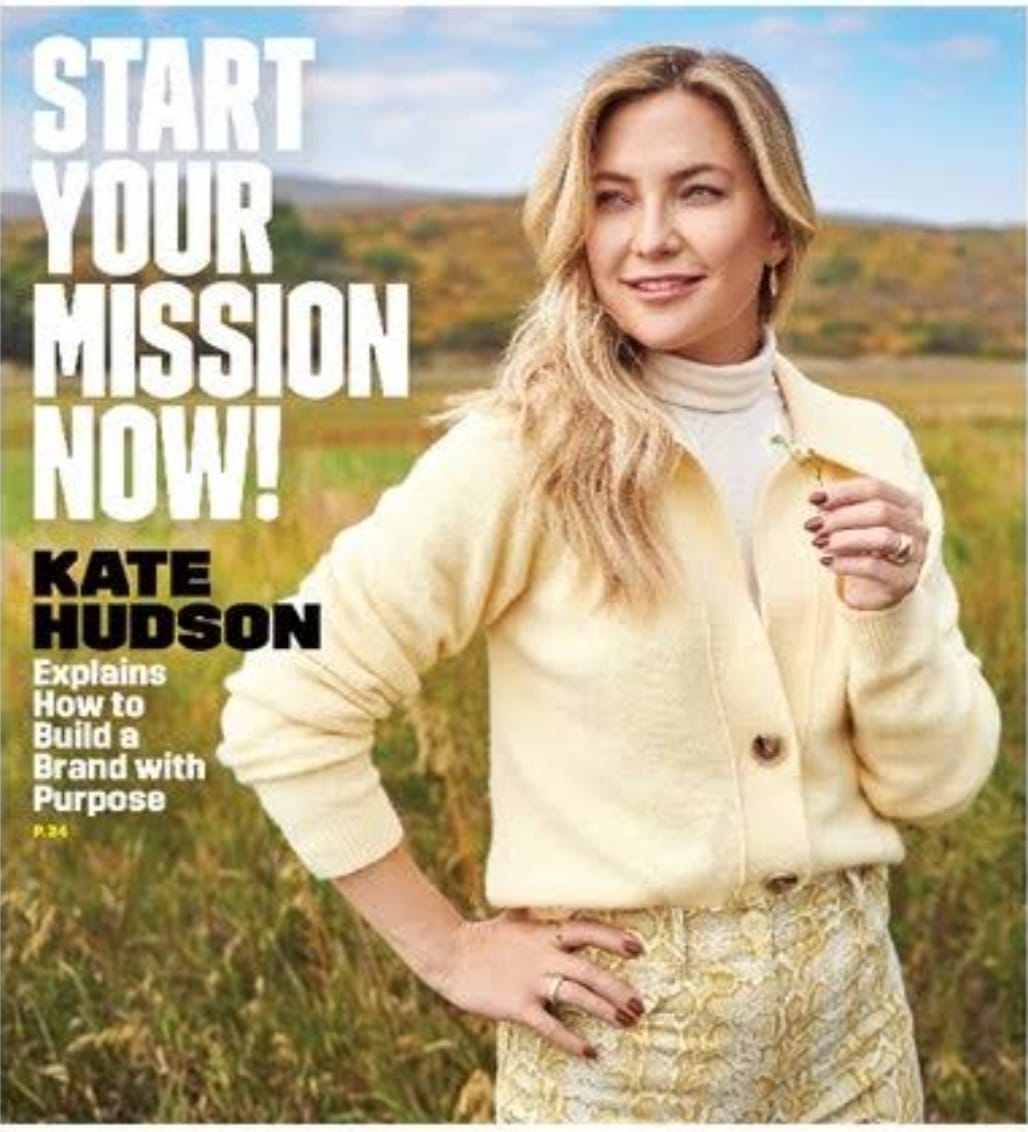 START
YOUR
MISSION
NOW!
KATE
HUDSON
Explains
How to
Build a
Brand with
Purpose
P.34